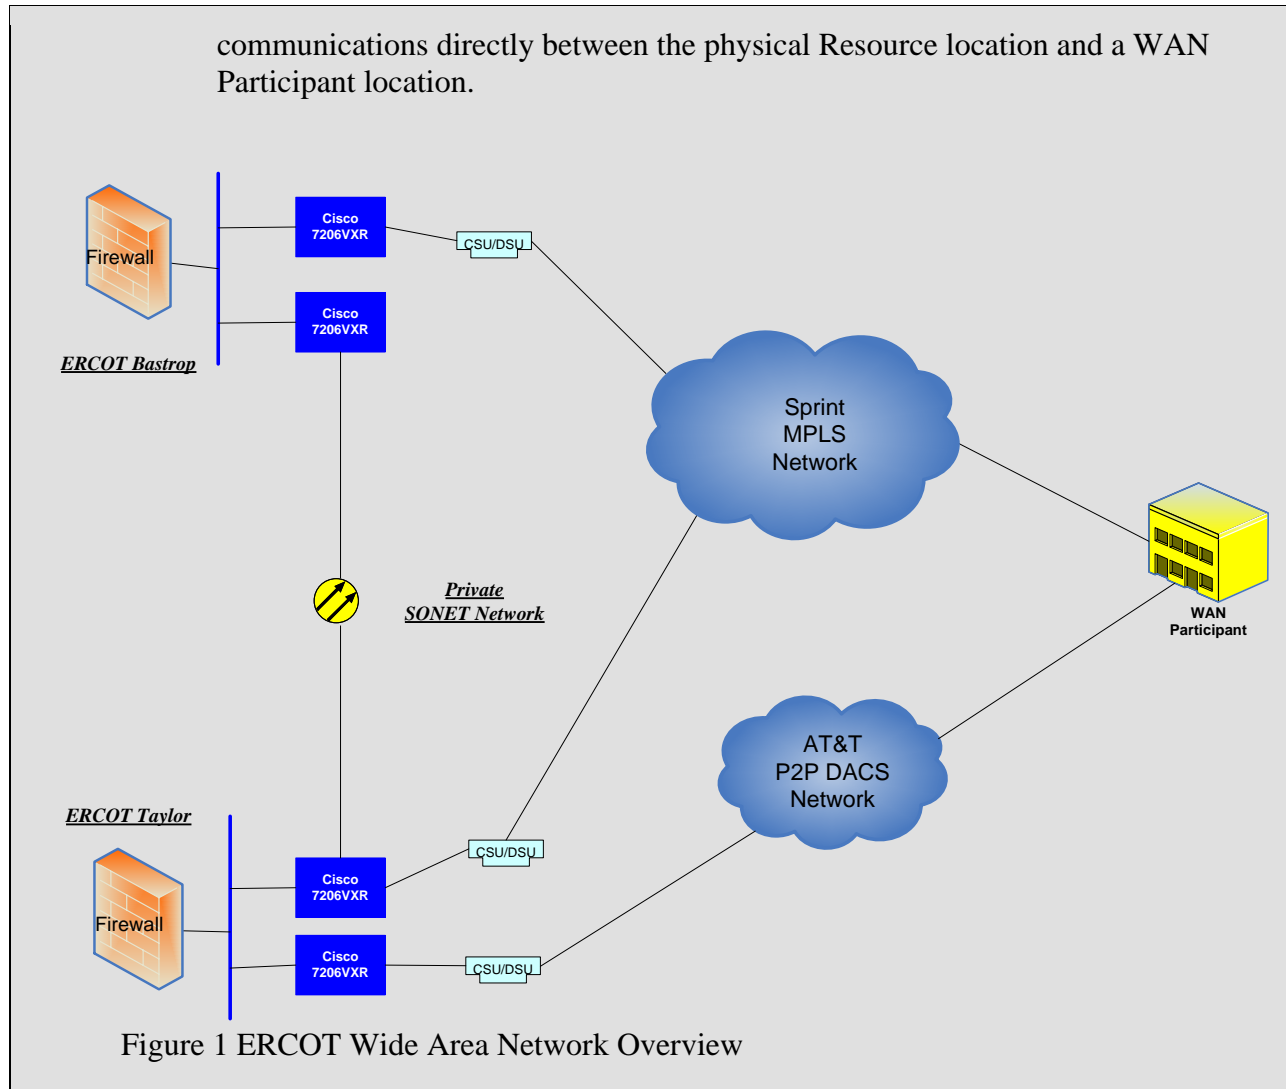 communications directly between the physical Resource location and a WAN
Participant location.
Cisco
7206VXR
CSU/DSU
Firewall
Cisco
7206VXR
ERCOT Bastrop
Sprint
MPLS
Network
Private
SONET Network
WAN
Participant
AT&T
P2P DACS
Network
ERCOT Taylor
CSU/DSU
Cisco
7206VXR
Firewall
Cisco
7206VXR
CSU/DSU
Figure 1 ERCOT Wide Area Network Overview